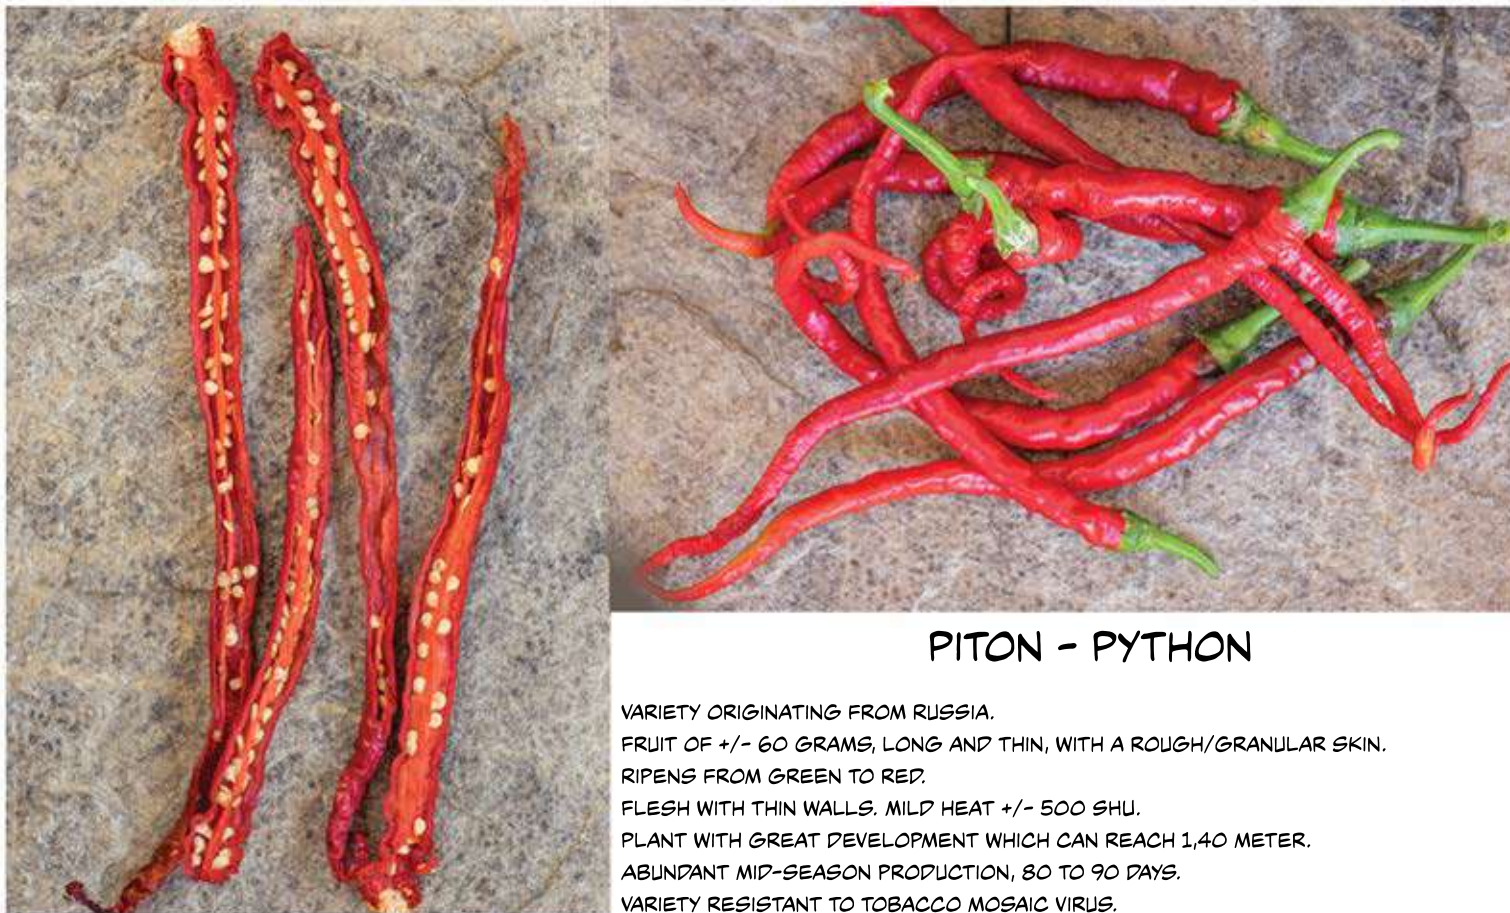 PITON - PYTHON
VARIETY ORIGINATING FROM RUSSIA.
FRUIT OF +/- 60 GRAMS, LONG AND THIN, WITH A ROUGH/GRANULAR SKIN.
RIPENS FROM GREEN TO RED.
FLESH WITH THIN WALLS. MILD HEAT +/- 500 SHU.
PLANT WITH GREAT DEVELOPMENT WHICH CAN REACH 1,40 METER.
ABUNDANT MID-SEASON PRODUCTION, 80 TO 90 DAYS.
VARIETY RESISTANT TO TOBACCO MOSAIC VIRUS.